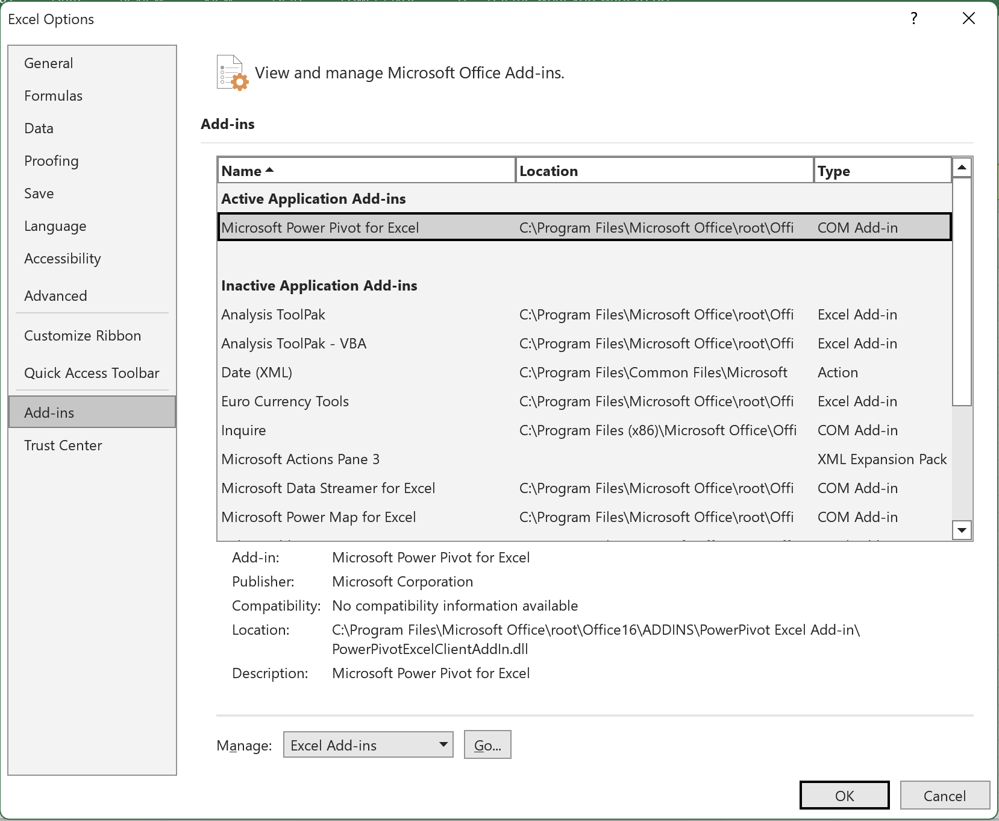 Excel Options
?
General
Formulas
Data
Proofing
Save
Language
Accessibility
Advanced
Customize Ribbon
Quick Access Toolbar
Add-ins
Trust Center
View and manage Microsoft Office Add-ins.
Add-ins
Name Location Type
Active Application Add-ins
Microsoft Power Pivot for Excel C:\Program Files\Microsoft Office\root\Offi COM Add-in
Inactive Application Add-ins
Analysis ToolPak C:\Program Files\Microsoft Office\root\Offi Excel Add-in
Analysis ToolPak - VBA C:\Program Files\Microsoft Office\root\Offi Excel Add-in
Date (XML) C:\Program Files\Common Files\Microsoft Action
Euro Currency Tools C:\Program Files\Microsoft Office\root\Offi Excel Add-in
Inquire C:\Program Files (x86)\Microsoft Office\Offi COM Add-in
Microsoft Actions Pane 3 XML Expansion Pack
Microsoft Data Streamer for Excel C:\Program Files\Microsoft Office\root\Offi COM Add-in
Microsoft Power Map for Excel C:\Program Files\Microsoft Office\root\Offi COM Add-in
Add-in: Microsoft Power Pivot for Excel
Publisher: Microsoft Corporation
Compatibility: No compatibility information available
Location: C:\Program Files\Microsoft Office\root\Office16\ADDINS\PowerPivot Excel Add-in\
PowerPivotExcelClientAddIn.dll
Description: Microsoft Power Pivot for Excel
Manage: Excel Add-ins Go...
OK Cancel